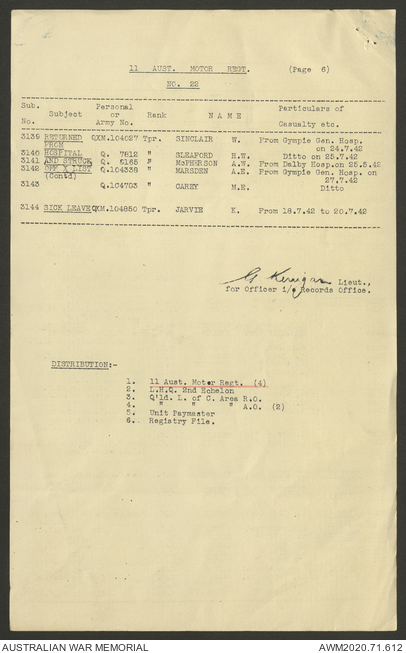 11 AUST. MOTOR REGT. (Page 6)
NO. 22
Sub. No. Subject Personal or Army No. Rank N A M E Particulars of Casualty etc.
3139 RETURNED QXM.104087 Tpr. SINCLAIR W. From Gympie Gen. Hosp.
FROM on 24.7.42
3140 HOSPITAL Q. 7812 " SLEAFORD H.W. Ditto on 25.7.42
3141 AND STRUCK Q. 5165 " McPHERSON A.W. From Dalby Hosp.on 25.5.42
3142 OFF X LIST Q.104338 " MARSDEN A.E. From Gympie Gen. Hosp. on
(Contd) 27.7.42
3143 Q.104703 " CAREY M.E. Ditto
3144 SICK LEAVE QXM.104850 Tpr. JARVIE K. From 18.7.42 to 20.7.42
Lieut.,
for Officer i/c Records Office.
DISTRIBUTION:-
1. 11 Aust. Motor Regt. (4)
2. L.H.Q. 2nd Echelon
3. Q'ld. L. of C. Area R.O.
4. " " " A.O. (2)
5. Unit Paymaster
6. Registry File.
AUSTRALIAN WAR MEMORIAL AWM2020.71.612